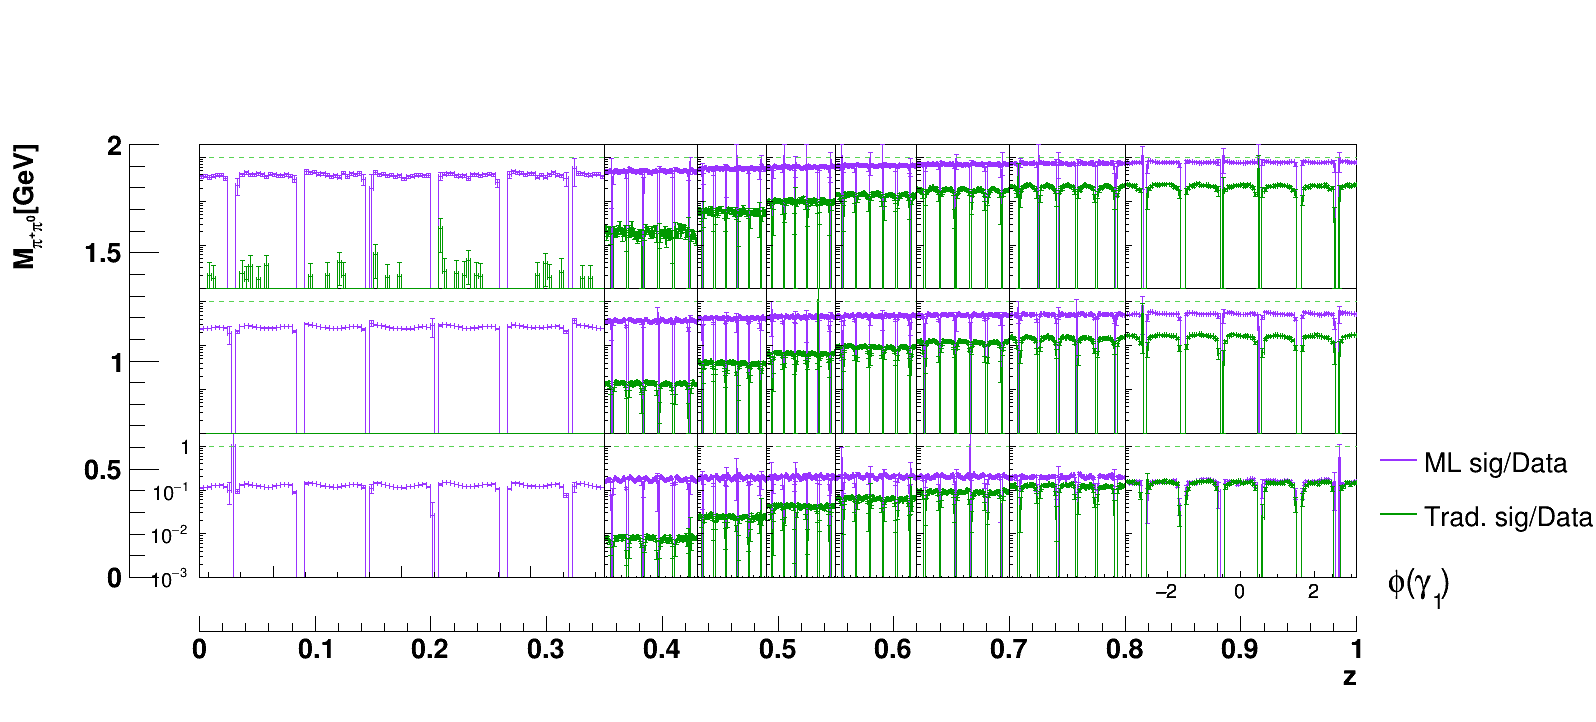 M_{π⁺π⁰}[GeV]
2
1.5
1
0.5
0
1
10⁻¹
10⁻²
10⁻³
ML sig/Data
Trad. sig/Data
−2 0 2
ϕ(γ₁)
0 0.1 0.2 0.3 0.4 0.5 0.6 0.7 0.8 0.9 1
z